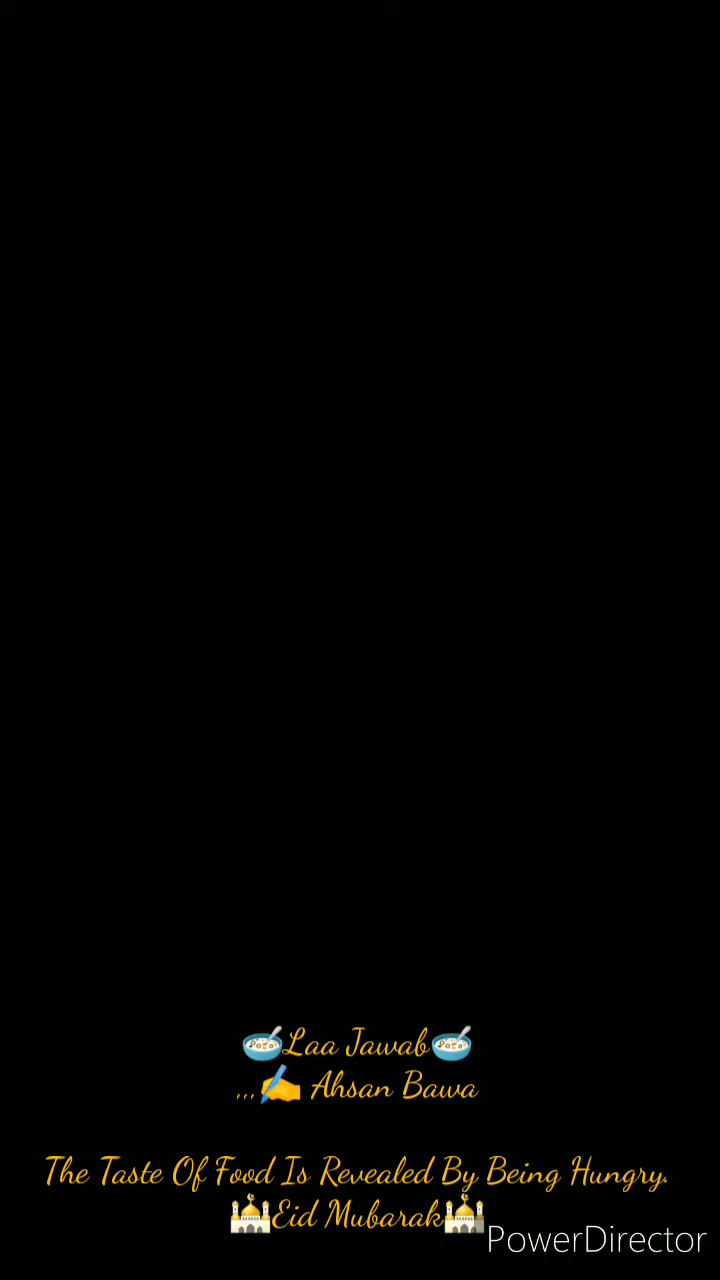 🥣Laa Jawab🥣
...✍️ Ahsan Bawa
The Taste Of Food Is Revealed By Being Hungry.
🕌Eid Mubarak🕌
PowerDirector